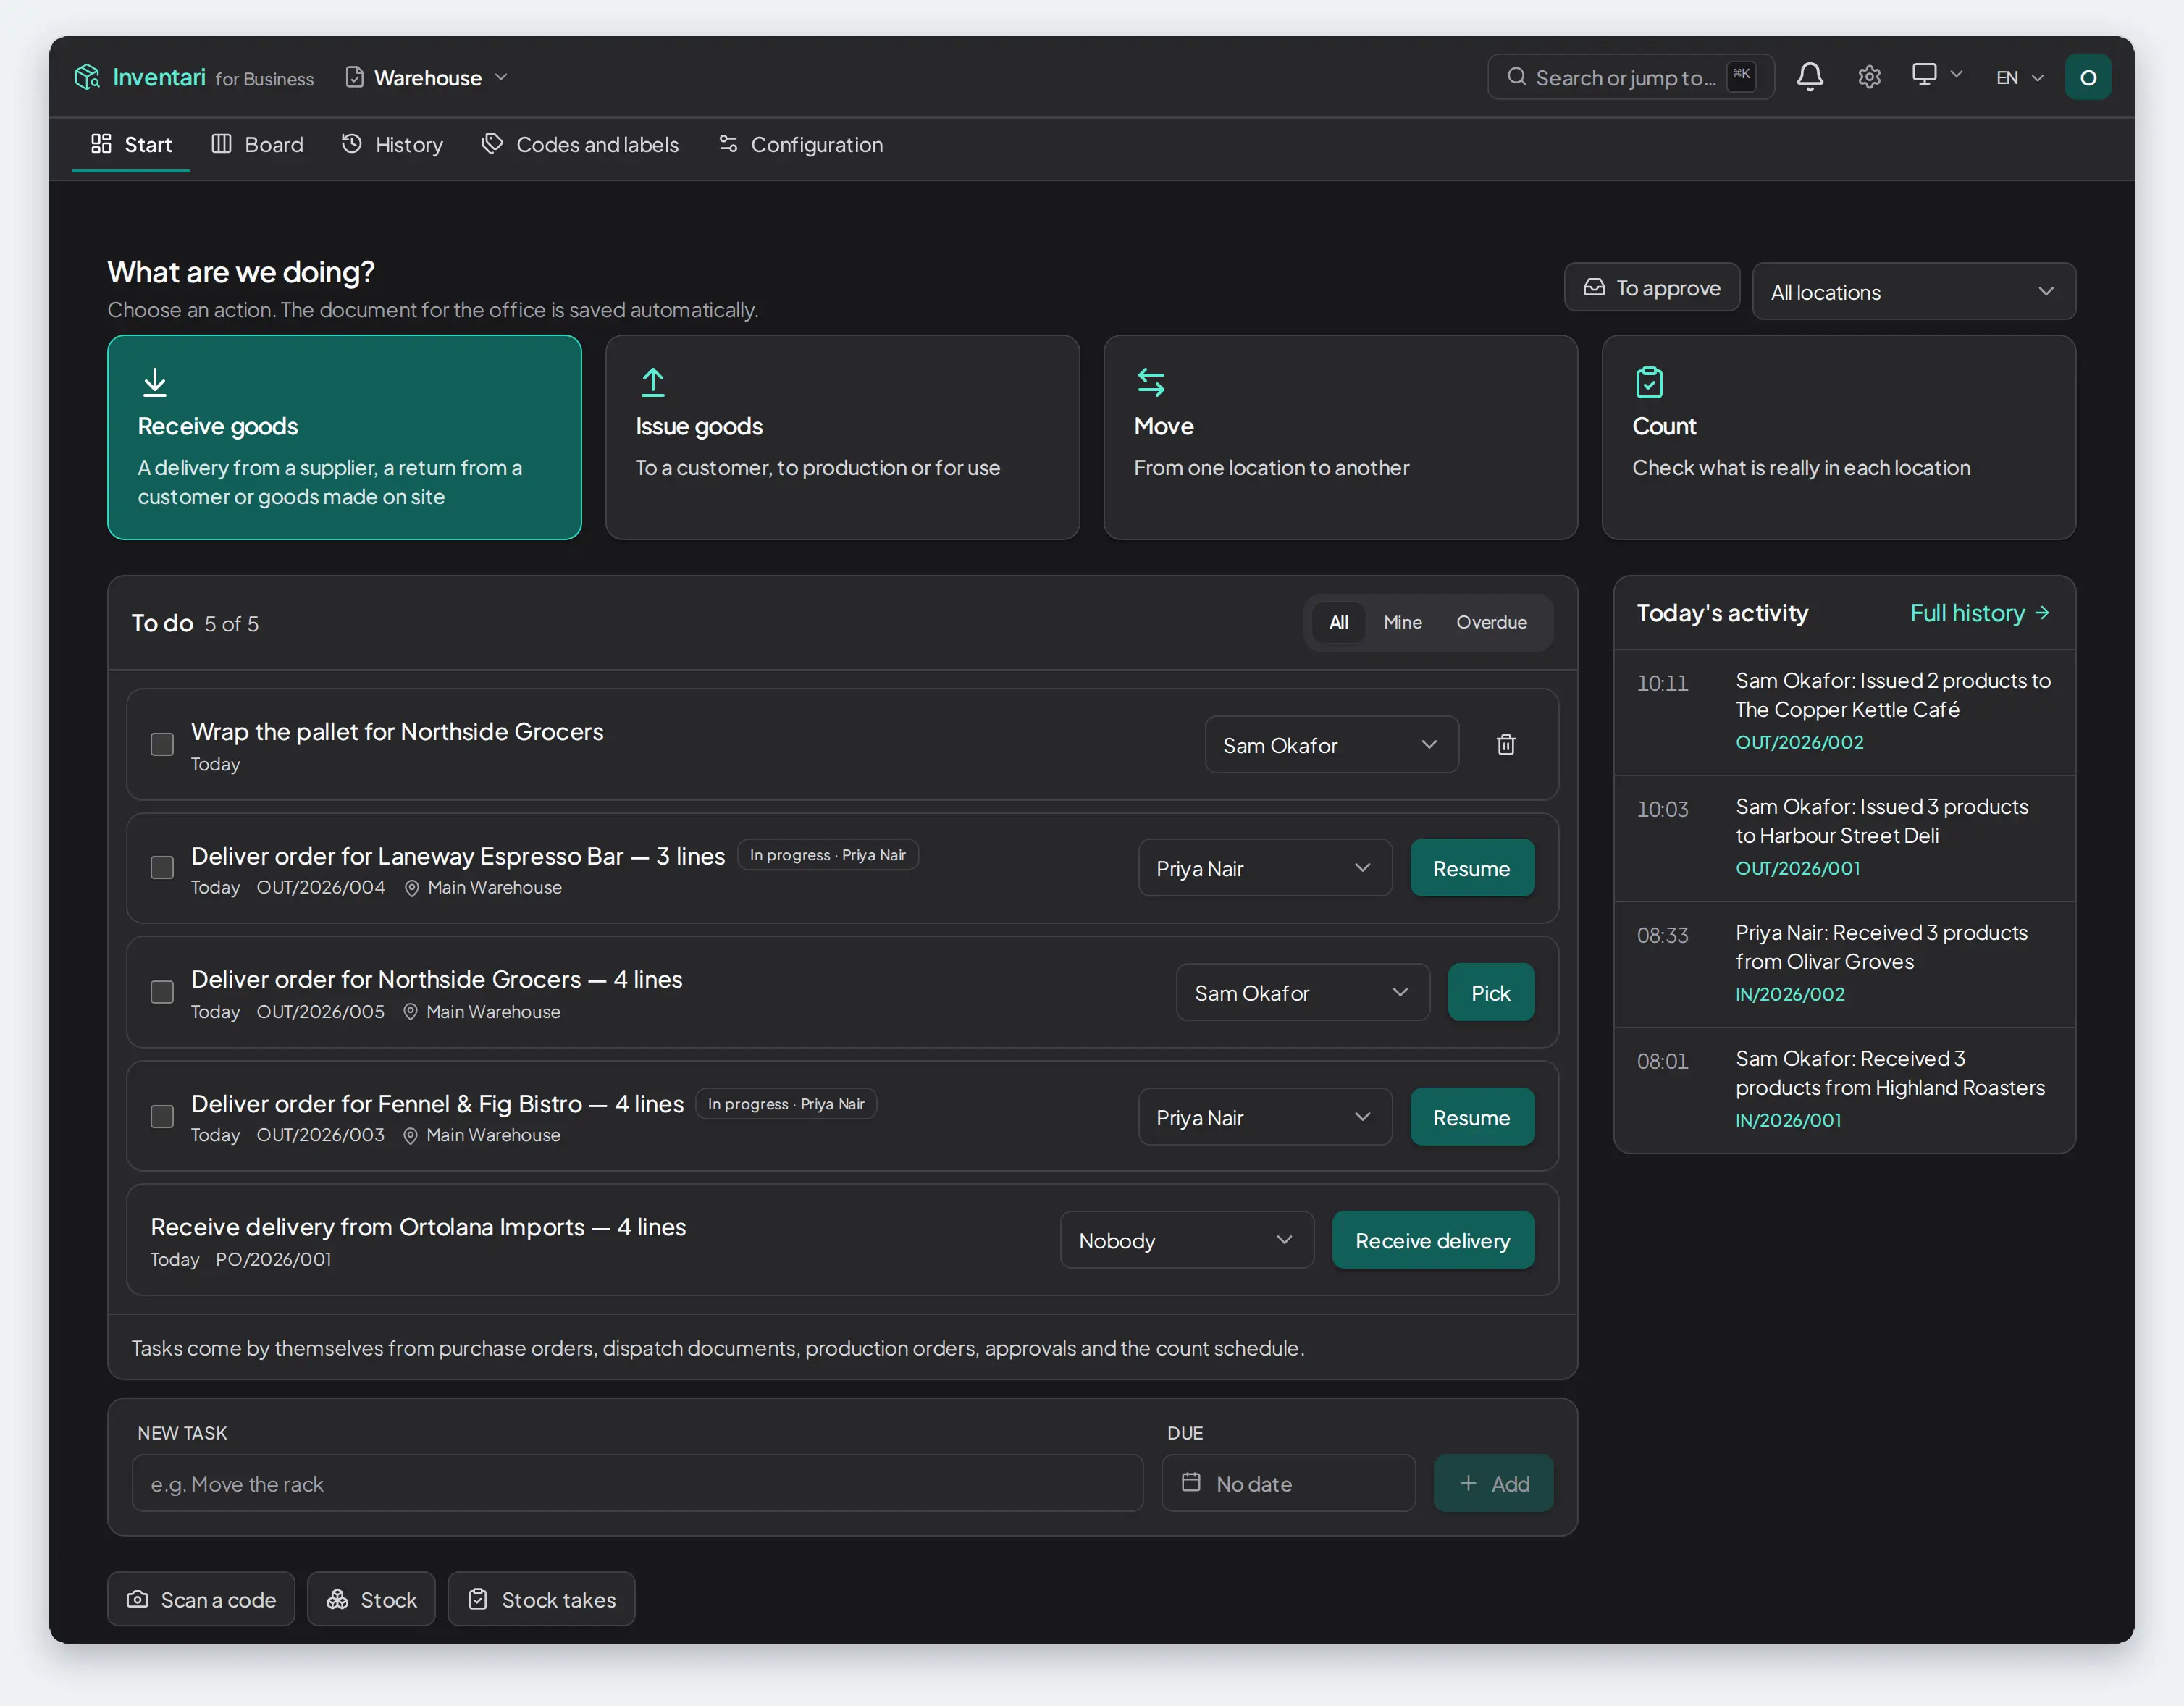 Inventari for Business
Warehouse
Search or jump to... ⌘K
EN
O
Start
Board
History
Codes and labels
Configuration
What are we doing?
Choose an action. The document for the office is saved automatically.
To approve
All locations
Receive goods
A delivery from a supplier, a return from a
customer or goods made on site
Issue goods
To a customer, to production or for use
Move
From one location to another
Count
Check what is really in each location
To do 5 of 5
All
Mine
Overdue
Wrap the pallet for Northside Grocers
Today
Sam Okafor
Deliver order for Laneway Espresso Bar — 3 lines
In progress · Priya Nair
Today OUT/2026/004 Main Warehouse
Priya Nair
Resume
Deliver order for Northside Grocers — 4 lines
Today OUT/2026/005 Main Warehouse
Sam Okafor
Pick
Deliver order for Fennel & Fig Bistro — 4 lines
In progress · Priya Nair
Today OUT/2026/003 Main Warehouse
Priya Nair
Resume
Receive delivery from Ortolana Imports — 4 lines
Today PO/2026/001
Nobody
Receive delivery
Tasks come by themselves from purchase orders, dispatch documents, production orders, approvals and the count schedule.
Today's activity
Full history
10:11
Sam Okafor: Issued 2 products to
The Copper Kettle Café
OUT/2026/002
10:03
Sam Okafor: Issued 3 products
to Harbour Street Deli
OUT/2026/001
08:33
Priya Nair: Received 3 products
from Olivar Groves
IN/2026/002
08:01
Sam Okafor: Received 3
products from Highland Roasters
IN/2026/001
NEW TASK
e.g. Move the rack
DUE
No date
Add
Scan a code
Stock
Stock takes